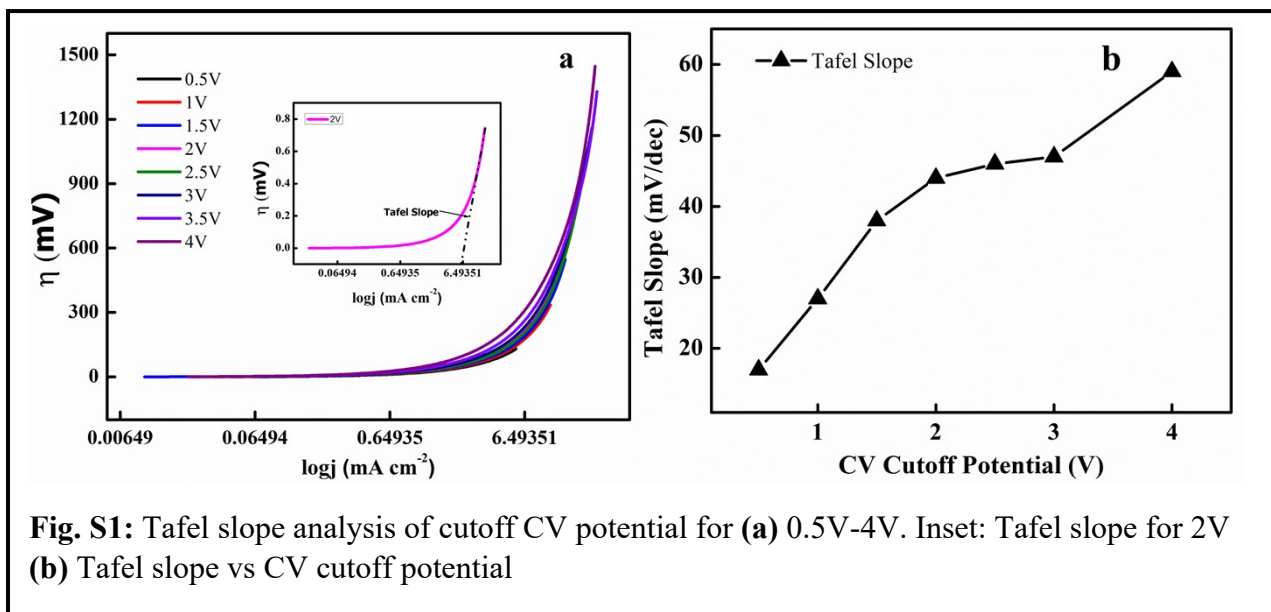 a
1500
1200
900
600
300
0
η (mV)
0.5V
1V
1.5V
2V
2.5V
3V
3.5V
4V
0.00649
0.06494
0.64935
6.49351
logj (mA cm-2)
2V
0.8
0.6
0.4
0.2
0.0
η (mV)
Tafel Slope
0.06494
6.64935
6.49351
logj (mA cm-2)
b
Tafel Slope
60
50
40
30
20
Tafel Slope (mV/dec)
1
2
3
4
CV Cutoff Potential (V)
Fig. S1: Tafel slope analysis of cutoff CV potential for (a) 0.5V-4V. Inset: Tafel slope for 2V
(b) Tafel slope vs CV cutoff potential